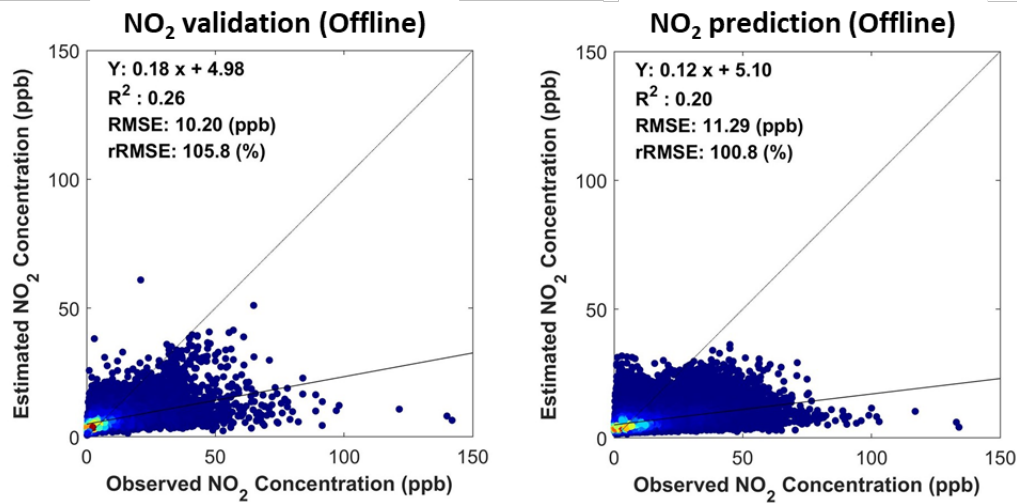 NO₂ validation (Offline)
Y: 0.18 x + 4.98
R² : 0.26
RMSE: 10.20 (ppb)
rRMSE: 105.8 (%)
Estimated NO₂ Concentration (ppb)
150
100
50
0
0 50 100 150
Observed NO₂ Concentration (ppb)
NO₂ prediction (Offline)
Y: 0.12 x + 5.10
R² : 0.20
RMSE: 11.29 (ppb)
rRMSE: 100.8 (%)
Estimated NO₂ Concentration (ppb)
150
100
50
0
0 50 100 150
Observed NO₂ Concentration (ppb)